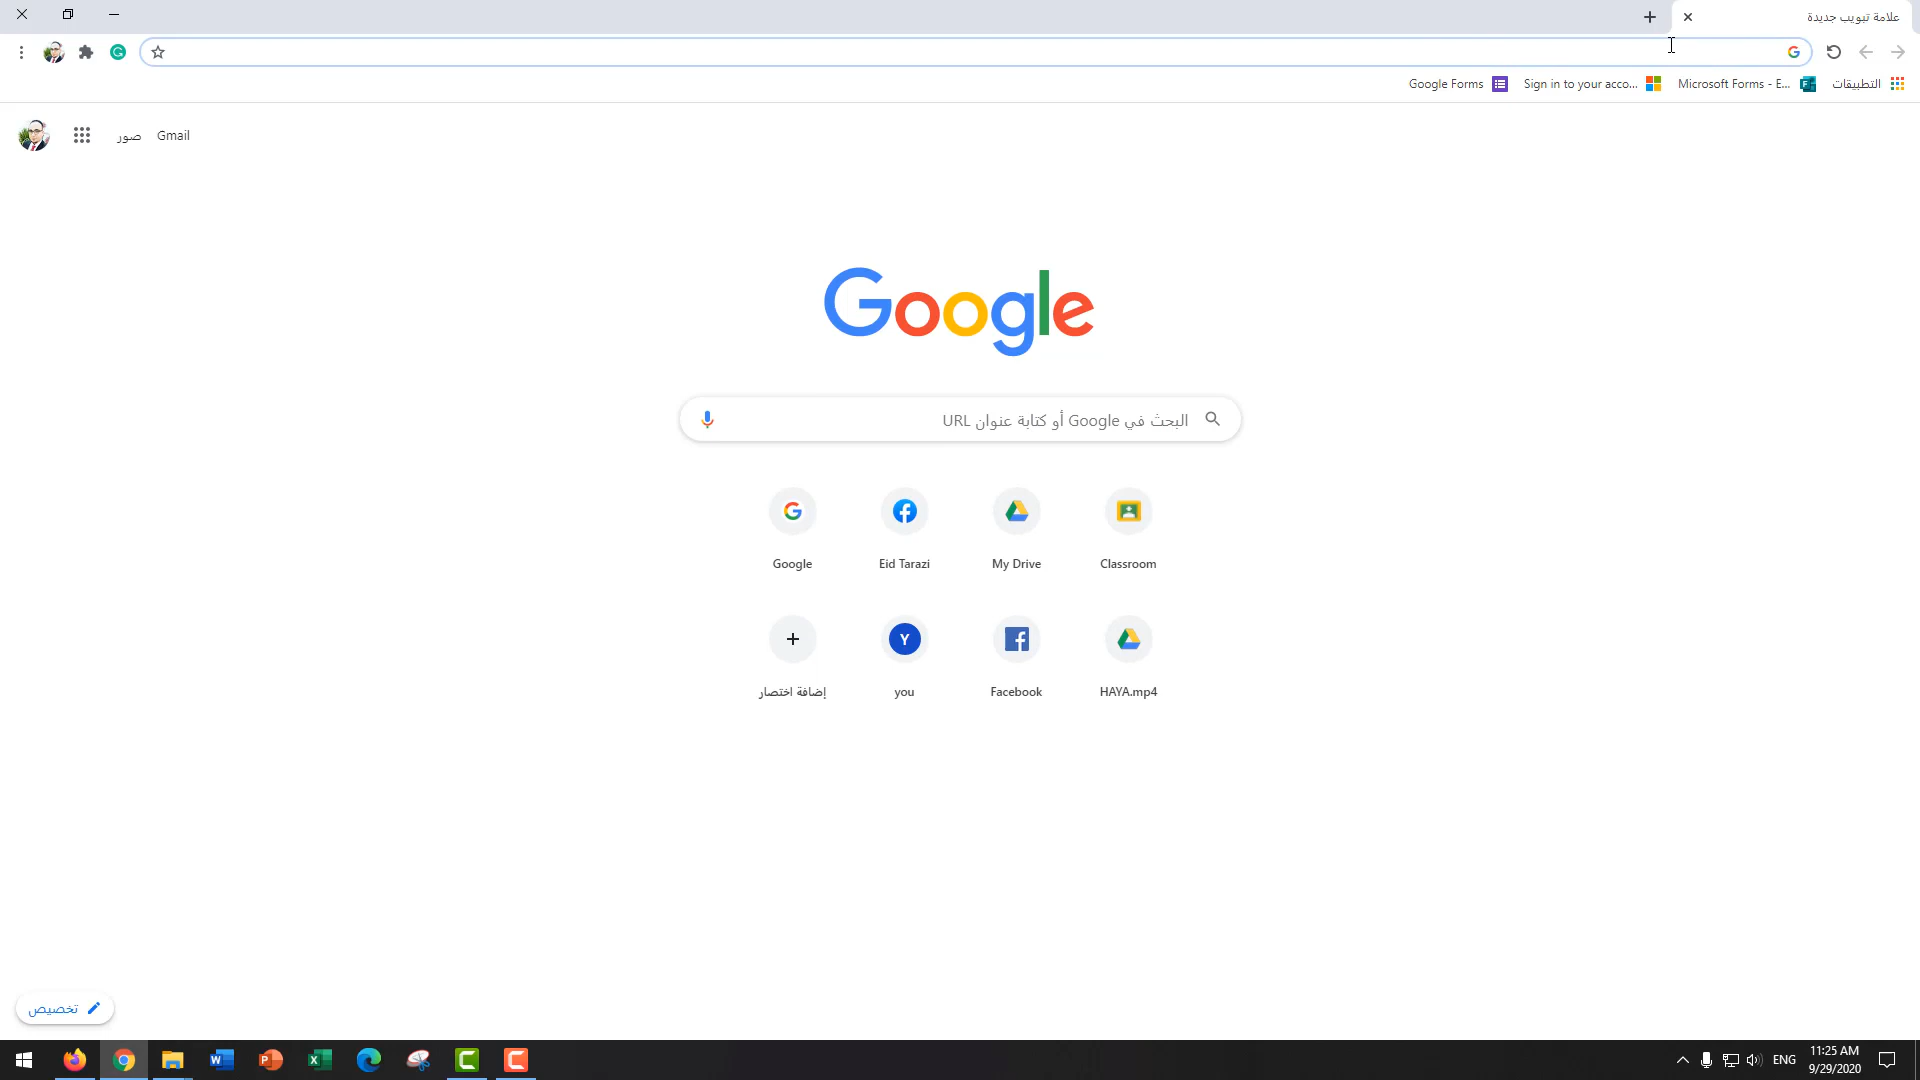 علامة تبويب جديدة
التطبيقات
Microsoft Forms - E...
Sign in to your acco...
Google Forms
Gmail
صور
Google
البحث في Google أو كتابة عنوان URL
Google
Eid Tarazi
My Drive
Classroom
إضافة اختصار
Y
you
Facebook
HAYA.mp4
تخصيص
ENG
11:25 AM
9/29/2020